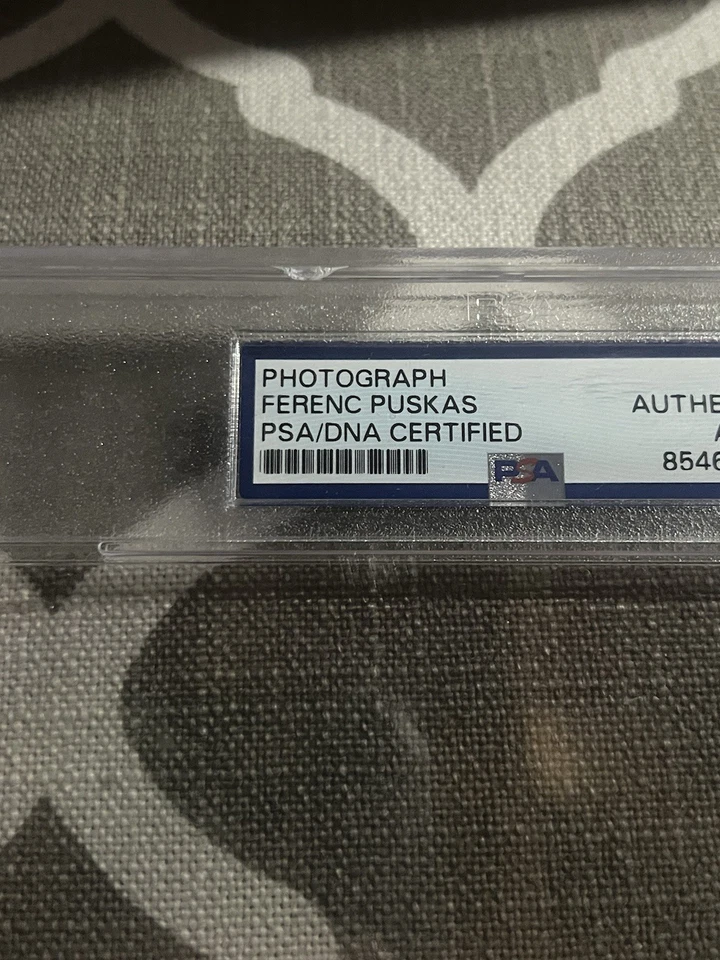 PHOTOGRAPH
FERENC PUSKAS
PSA/DNA CERTIFIED
AUTHE
8546
PSA